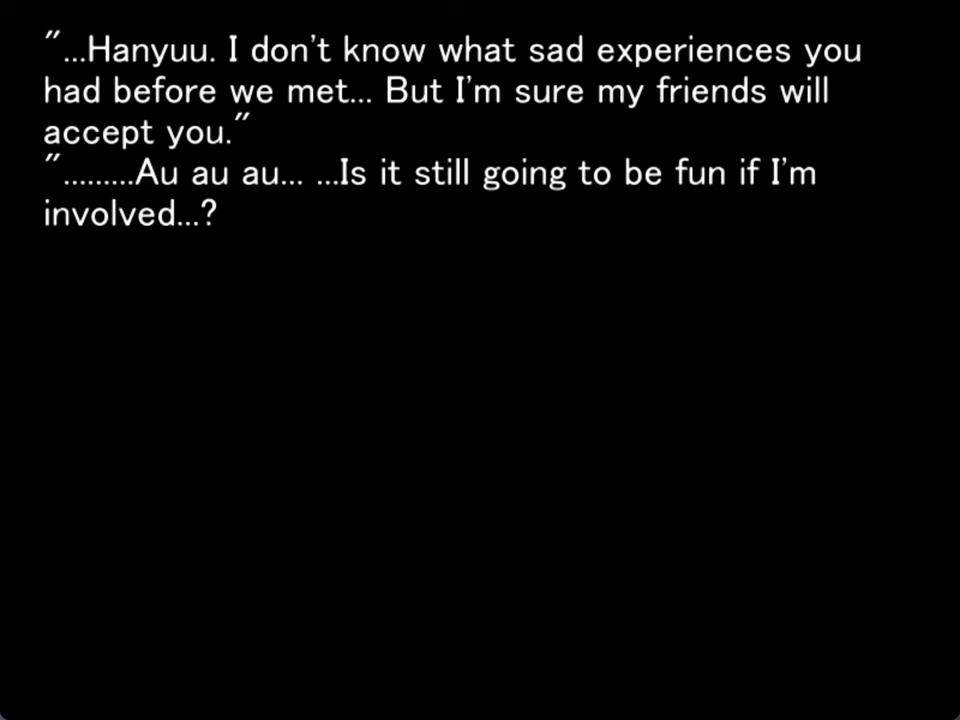 "...Hanyuu. I don't know what sad experiences you
had before we met... But I'm sure my friends will
accept you."
".........Au au au... ...Is it still going to be fun if I'm
involved...?